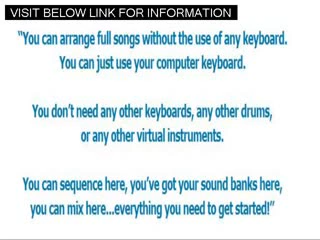 VISIT BELOW LINK FOR INFORMATION
“You can arrange full songs without the use of any keyboard.
You can just use your computer keyboard.
You don’t need any other keyboards, any other drums,
or any other virtual instruments.
You can sequence here, you’ve got your sound banks here,
you can mix here...everything you need to get started!”